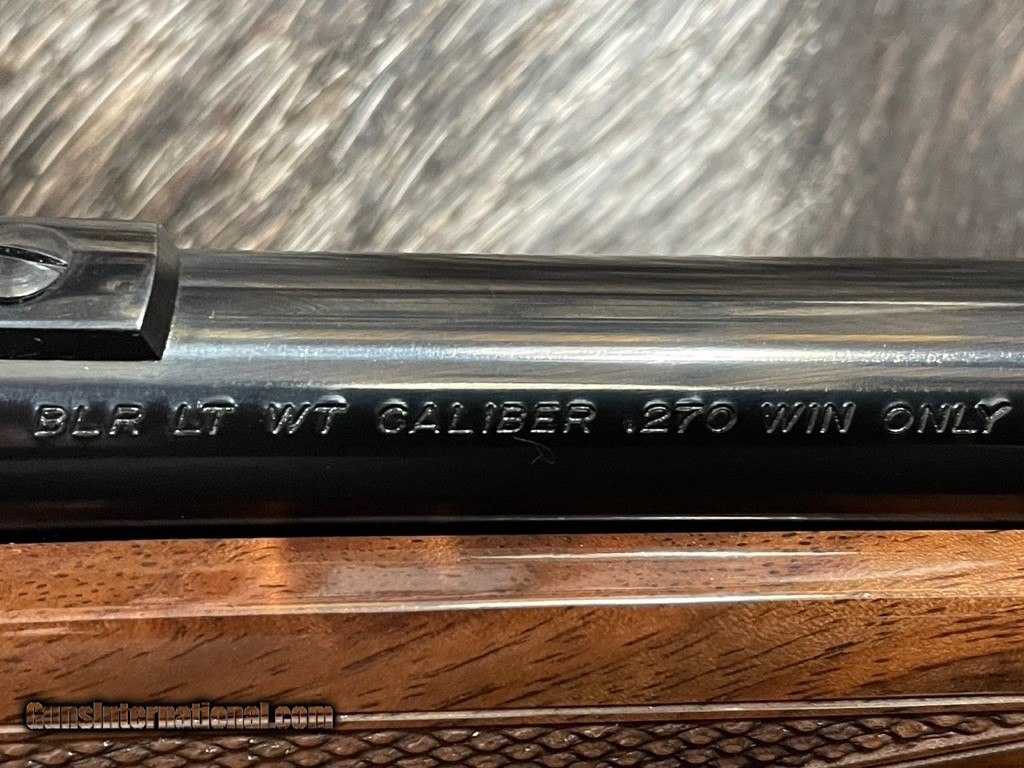 BLR LT WT CALIBER .270 WIN ONLY
GunsInternational.com